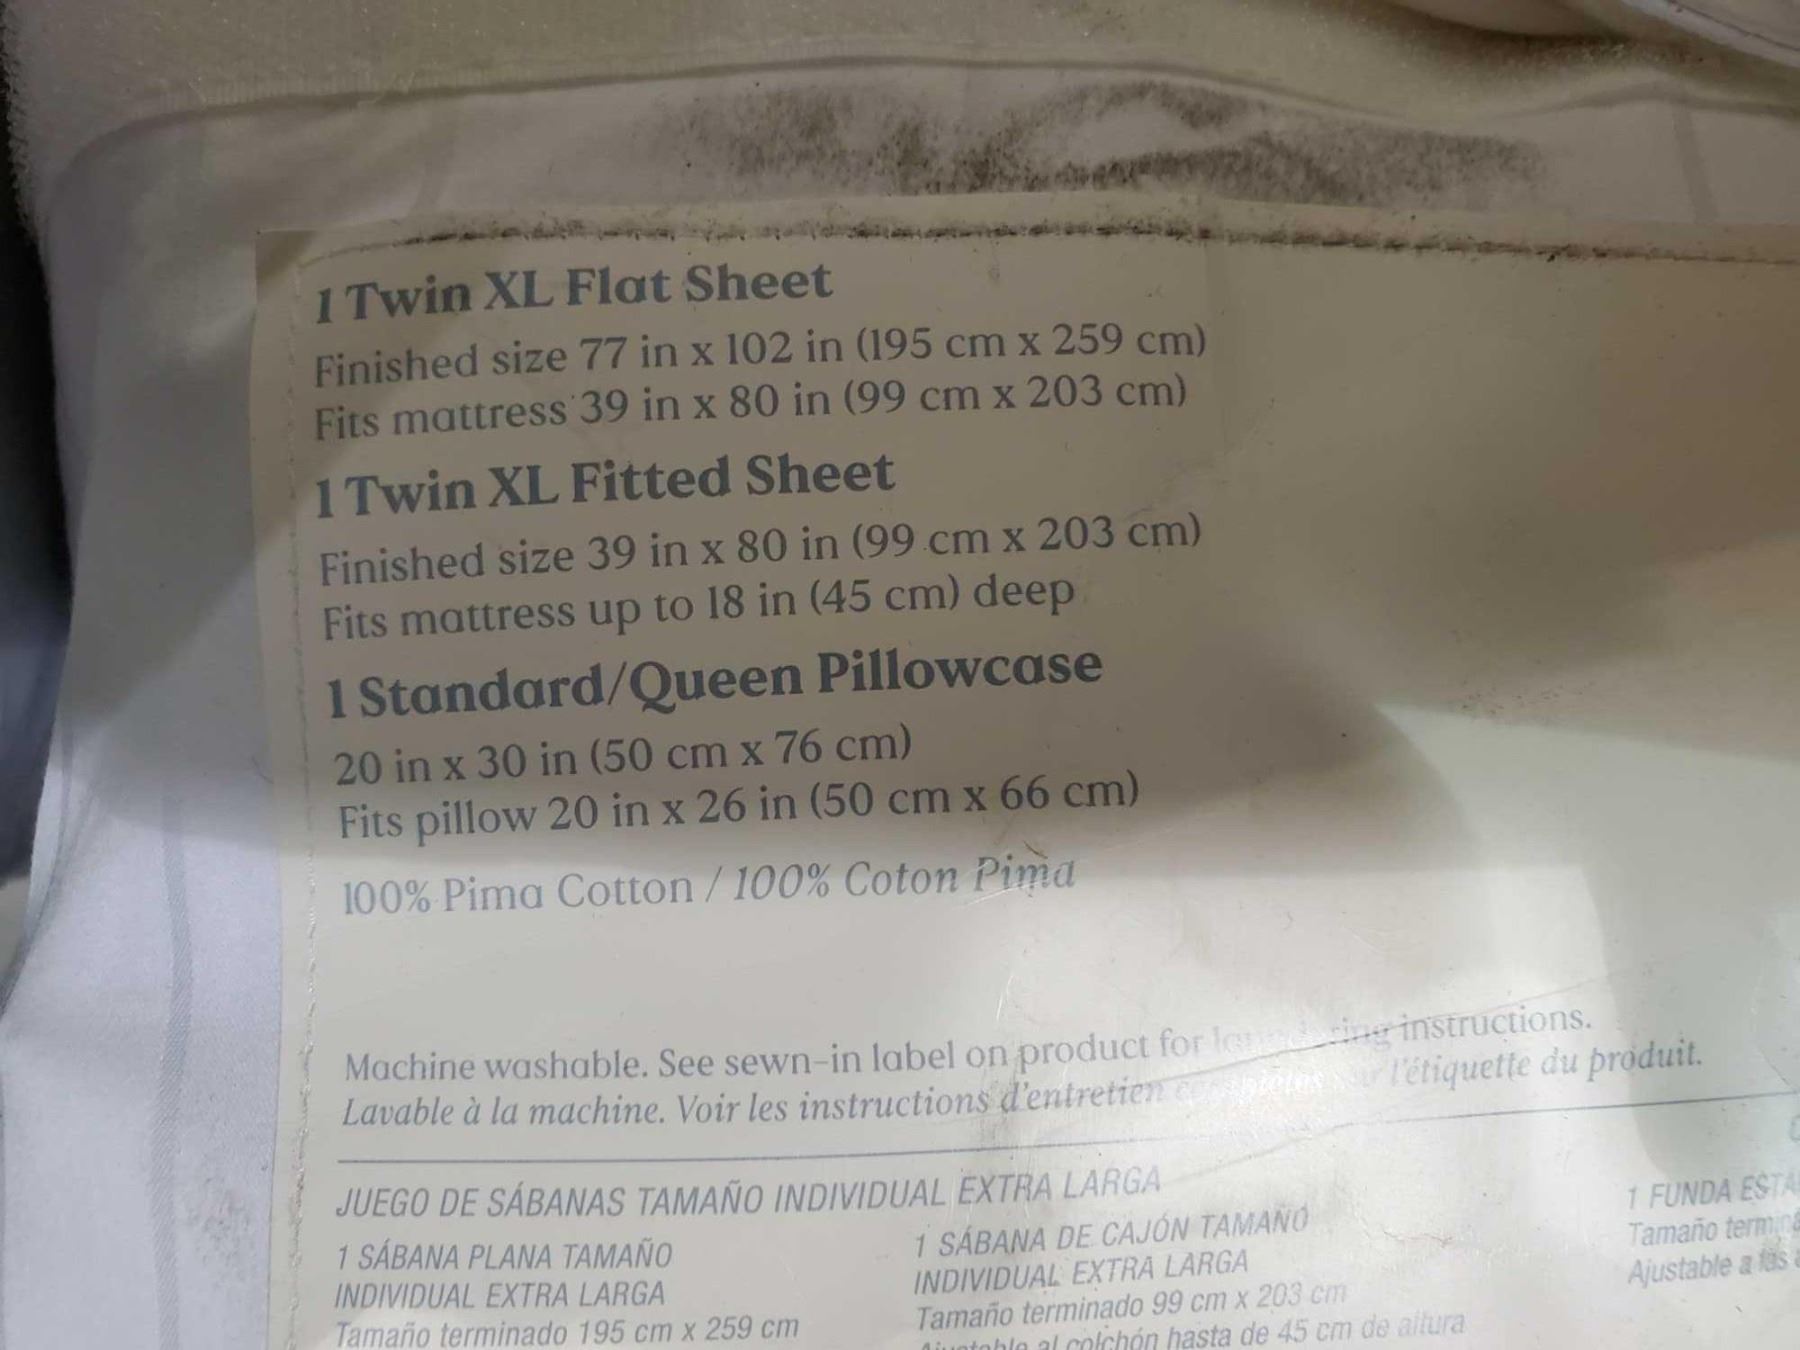 1 Twin XL Flat Sheet
Finished size 77 in x 102 in (195 cm x 259 cm)
Fits mattress 39 in x 80 in (99 cm x 203 cm)
1 Twin XL Fitted Sheet
Finished size 39 in x 80 in (99 cm x 203 cm)
Fits mattress up to 18 in (45 cm) deep
1 Standard/Queen Pillowcase
20 in x 30 in (50 cm x 76 cm)
Fits pillow 20 in x 26 in (50 cm x 66 cm)
100% Pima Cotton / 100% Coton Pima
Machine washable. See sewn-in label on product for instructions.
Lavable à la machine. Voir les instructions d'entretien l'étiquette du produit.
JUEGO DE SÁBANAS TAMAÑO INDIVIDUAL EXTRA LARGA
1 SÁBANA PLANA TAMAÑO
INDIVIDUAL EXTRA LARGA
Tamaño terminado 195 cm x 259 cm
1 SÁBANA DE CAJÓN TAMAÑO
INDIVIDUAL EXTRA LARGA
Tamaño terminado 99 cm x 203 cm
al colchón hasta de 45 cm de altura
1 FUNDA
Tamaño
Ajustable a las